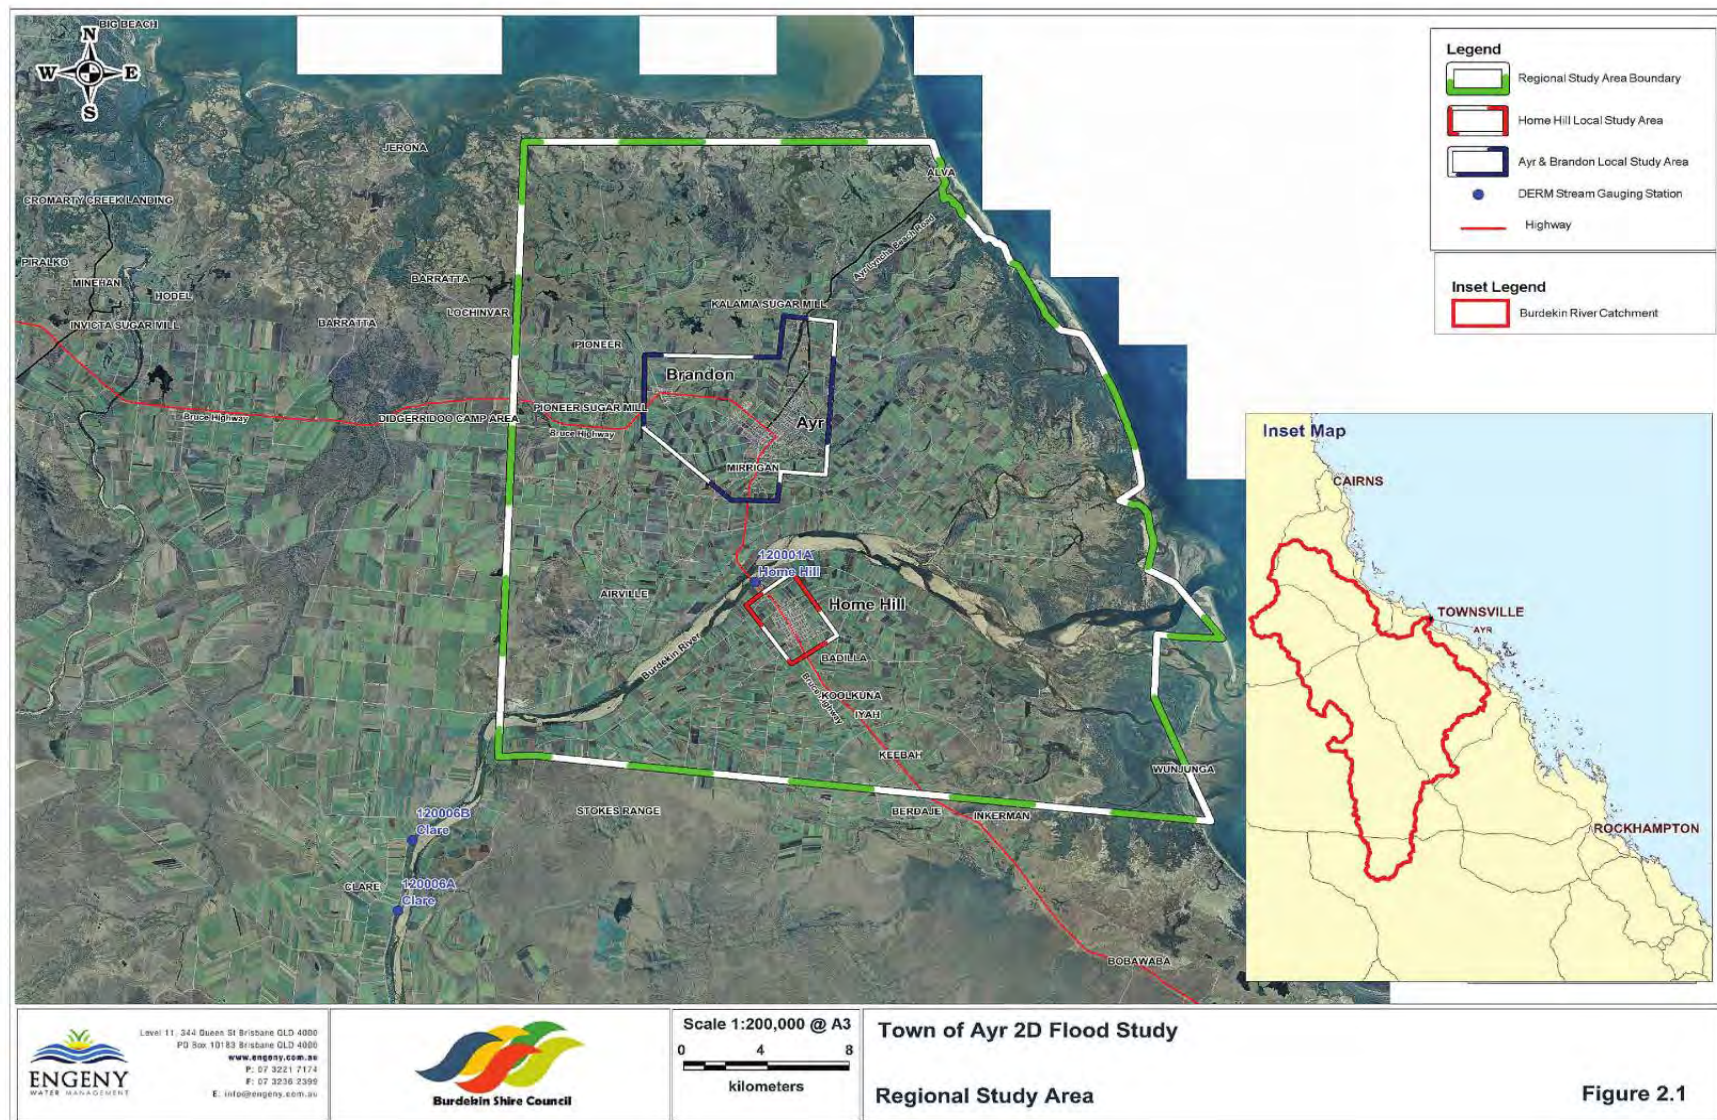 BIG BEACH
N
W E
S
JERONA
ALVA
CROMARTY CREEK LANDING
Ayr Lynchs Beach Road
PIRALKO
MINEHAN
HODEL
BARRATTA
LOCHINVAR
KALAMIA SUGAR MILL
INVICTA SUGAR MILL
BARRATTA
PIONEER
Brandon
Bruce Highway
DIDGERRIDOO CAMP AREA
PIONEER SUGAR MILL
Bruce Highway
Ayr
MIRRIGAN
120001A
Home Hill
AIRVILLE
Home Hill
Burdekin River
BADILLA
Bruce Highway
KOOLKUNA
IYAH
KEEBAH
WUNJUNGA
STOKES RANGE
BERDAJE
INKERMAN
120006B
Clare
CLARE
120006A
Clare
BOBAWABA
Legend
Regional Study Area Boundary
Home Hill Local Study Area
Ayr & Brandon Local Study Area
DERM Stream Gauging Station
Highway
Inset Legend
Burdekin River Catchment
Inset Map
CAIRNS
TOWNSVILLE
AYR
ROCKHAMPTON
ENGENY
WATER MANAGEMENT
Level 11, 344 Queen St Brisbane QLD 4000
PO Box 10183 Brisbane QLD 4000
www.engeny.com.au
P: 07 3221 7174
F: 07 3236 2399
E: info@engeny.com.au
Burdekin Shire Council
Scale 1:200,000 @ A3
0 4 8
kilometers
Town of Ayr 2D Flood Study
Regional Study Area
Figure 2.1